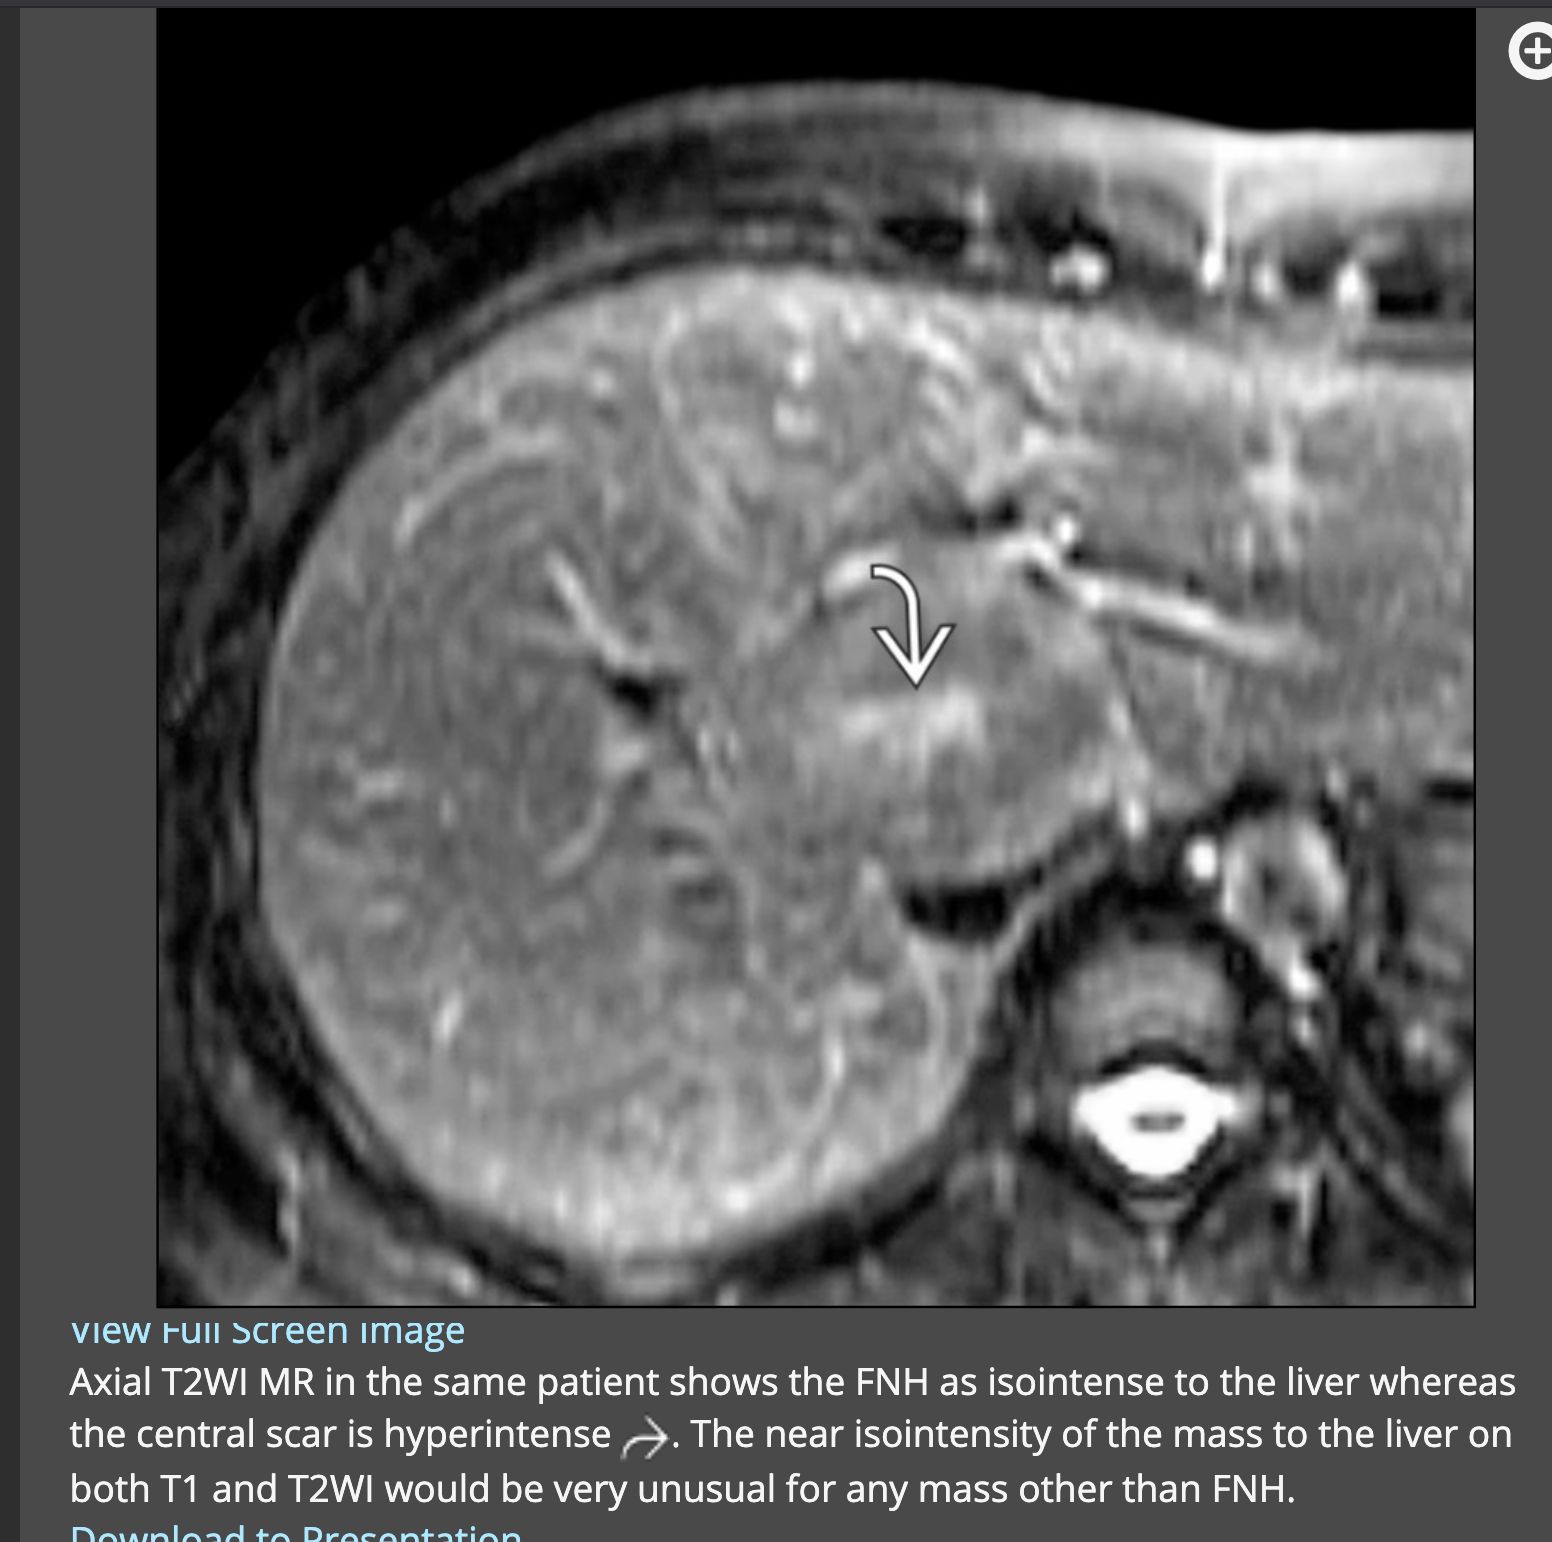 View Full Screen Image
Axial T2WI MR in the same patient shows the FNH as isointense to the liver whereas
the central scar is hyperintense . The near isointensity of the mass to the liver on
both T1 and T2WI would be very unusual for any mass other than FNH.
Download to Presentation